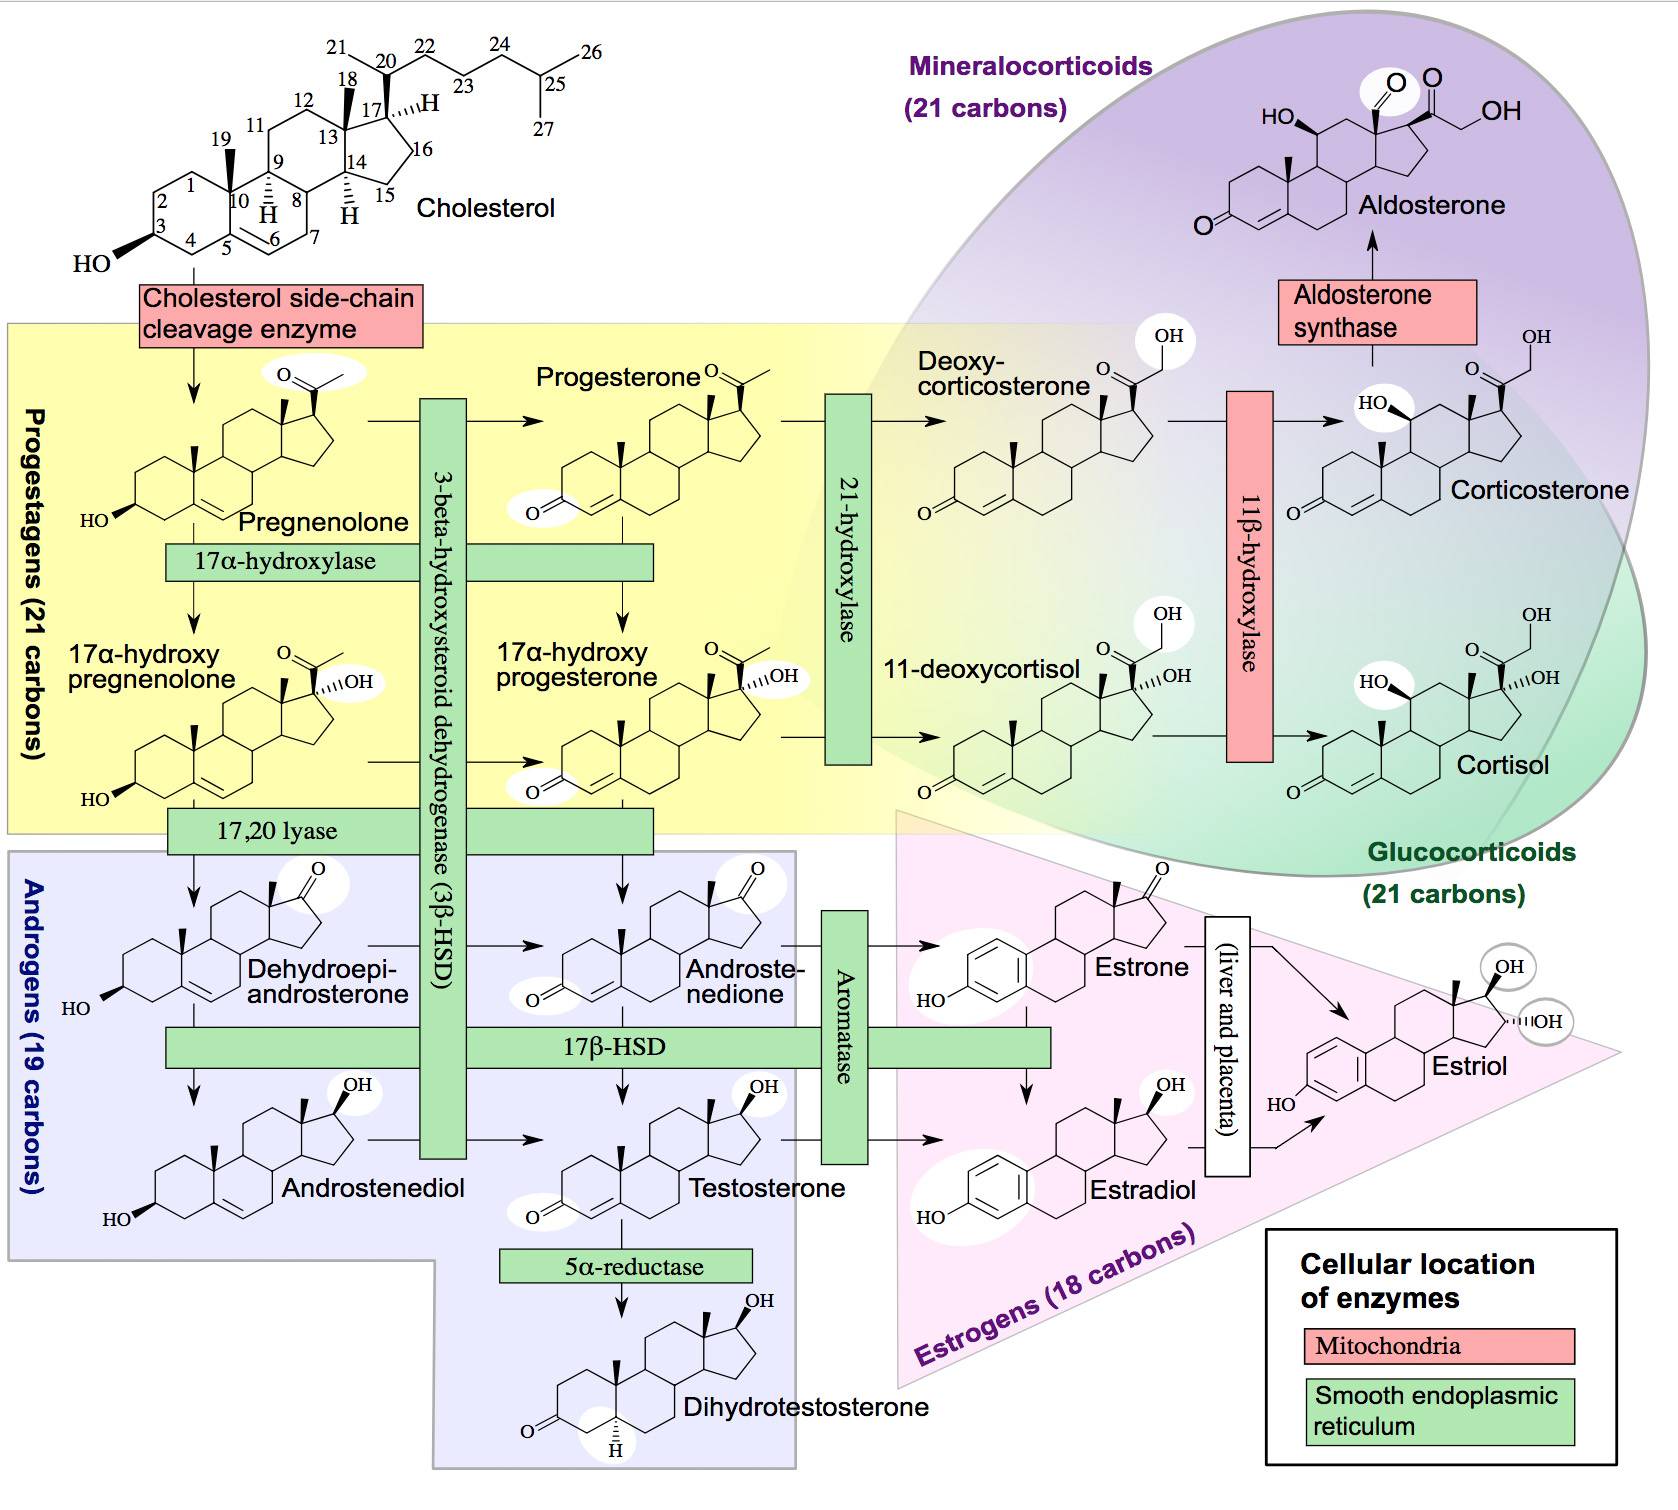 21
20
22
24
26
18
23
25
27
12
17
H
11
13
16
19
9
14
15
1
10
8
H
H
2
3
4
5
6
7
HO
Cholesterol
Mineralocorticoids
(21 carbons)
O
O
HO
OH
O
Aldosterone
Cholesterol side-chain
cleavage enzyme
Aldosterone
synthase
Progestagens (21 carbons)
O
HO
Pregnenolone
Progesterone
O
O
Deoxy-
corticosterone
OH
O
O
OH
O
HO
O
Corticosterone
3-beta-hydroxysteroid dehydrogenase (3β-HSD)
21-hydroxylase
11β-hydroxylase
17α-hydroxylase
17α-hydroxy
pregnenolone
O
OH
HO
17α-hydroxy
progesterone
O
OH
O
11-deoxycortisol
OH
O
OH
O
OH
O
HO
OH
O
Cortisol
17,20 lyase
Glucocorticoids
(21 carbons)
Androgens (19 carbons)
O
HO
Dehydroepi-
androsterone
O
O
Androste-
nedione
Aromatase
O
HO
Estrone
(liver and placenta)
OH
OH
HO
Estriol
17β-HSD
OH
HO
Androstenediol
OH
O
Testosterone
OH
HO
Estradiol
Estrogens (18 carbons)
5α-reductase
OH
O
H
Dihydrotestosterone
Cellular location
of enzymes
Mitochondria
Smooth endoplasmic
reticulum